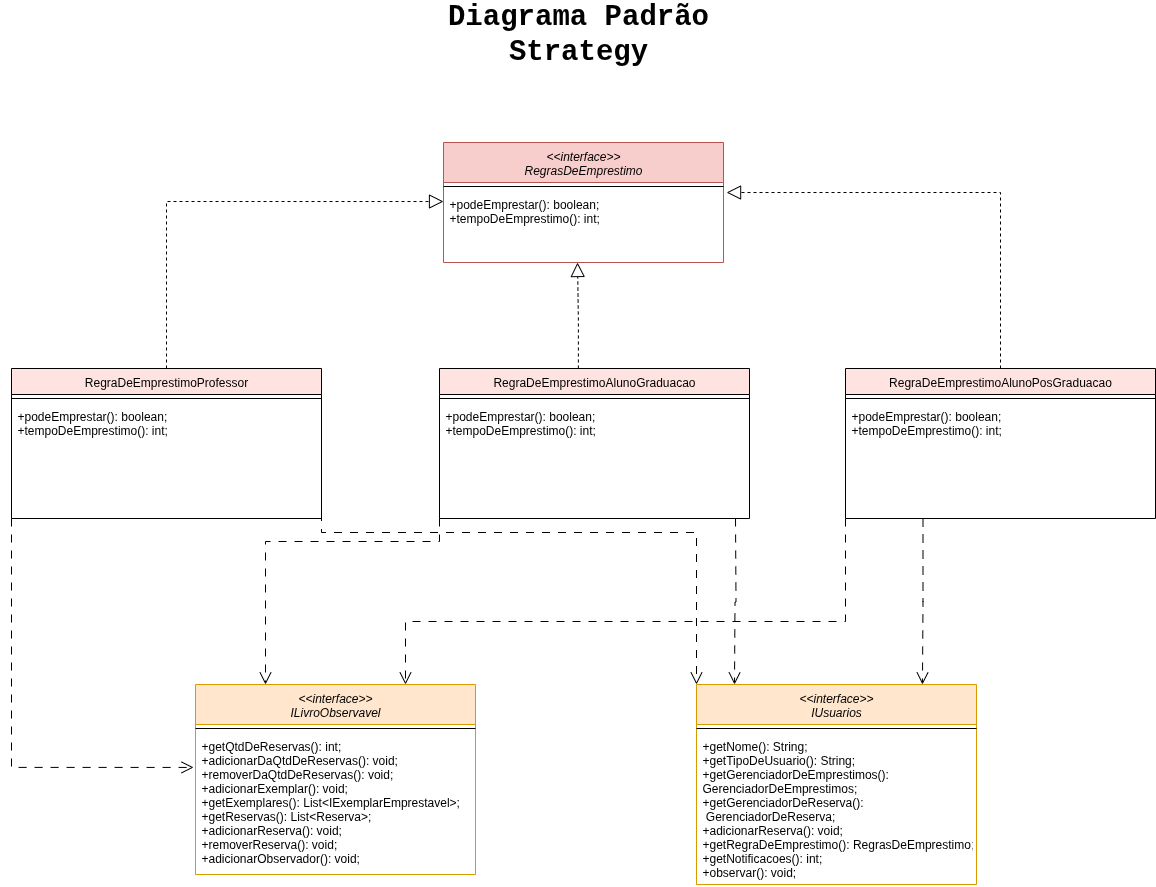 Diagrama Padrão
Strategy
<<interface>>
RegrasDeEmprestimo
+podeEmprestar(): boolean;
+tempoDeEmprestimo(): int;
RegraDeEmprestimoProfessor
+podeEmprestar(): boolean;
+tempoDeEmprestimo(): int;
RegraDeEmprestimoAlunoGraduacao
+podeEmprestar(): boolean;
+tempoDeEmprestimo(): int;
RegraDeEmprestimoAlunoPosGraduacao
+podeEmprestar(): boolean;
+tempoDeEmprestimo(): int;
<<interface>>
ILivroObservavel
+getQtdDeReservas(): int;
+adicionarDaQtdDeReservas(): void;
+removerDaQtdDeReservas(): void;
+adicionarExemplar(): void;
+getExemplares(): List<IExemplarEmprestavel>;
+getReservas(): List<Reserva>;
+adicionarReserva(): void;
+removerReserva(): void;
+adicionarObservador(): void;
<<interface>>
IUsuarios
+getNome(): String;
+getTipoDeUsuario(): String;
+getGerenciadorDeEmprestimos():
GerenciadorDeEmprestimos;
+getGerenciadorDeReserva():
GerenciadorDeReserva;
+adicionarReserva(): void;
+getRegraDeEmprestimo(): RegrasDeEmprestimo;
+getNotificacoes(): int;
+observar(): void;